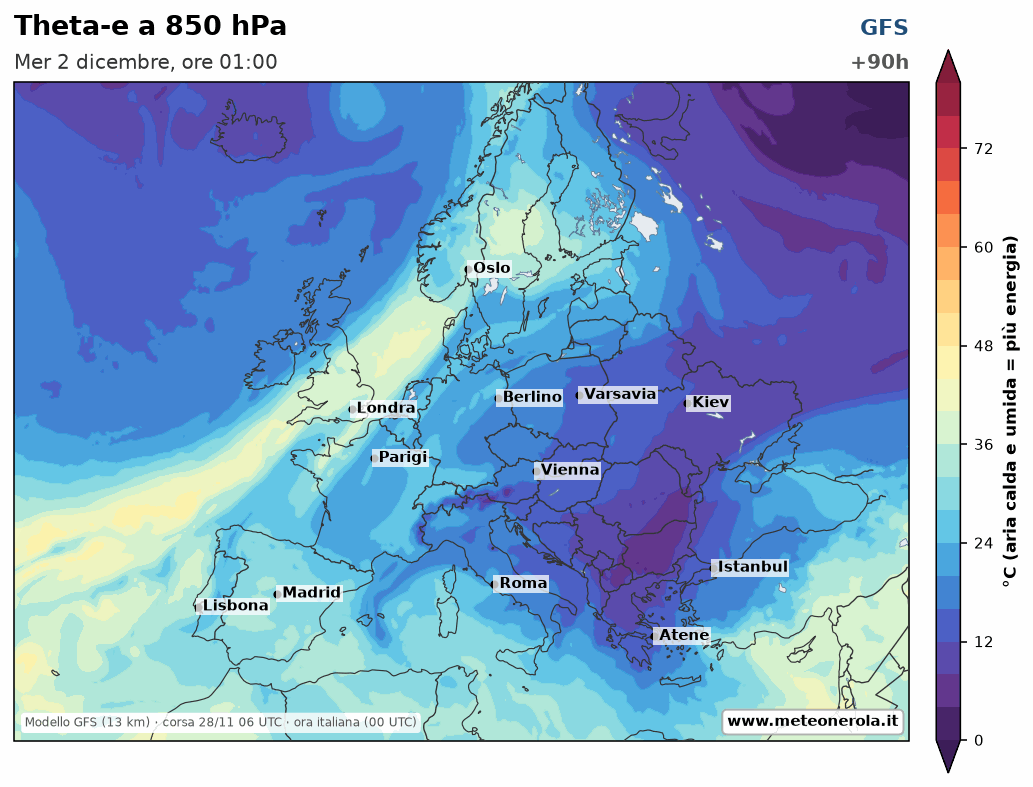 Theta-e a 850 hPa
GFS
Mer 2 dicembre, ore 01:00
+90h
Oslo
Londra
Berlino
Varsavia
Kiev
Parigi
Vienna
Istanbul
Roma
Madrid
Lisbona
Atene
72
60
48
36
24
12
0
°C (aria calda e umida = più energia)
Modello GFS (13 km) · corsa 28/11 06 UTC · ora italiana (00 UTC)
www.meteonerola.it